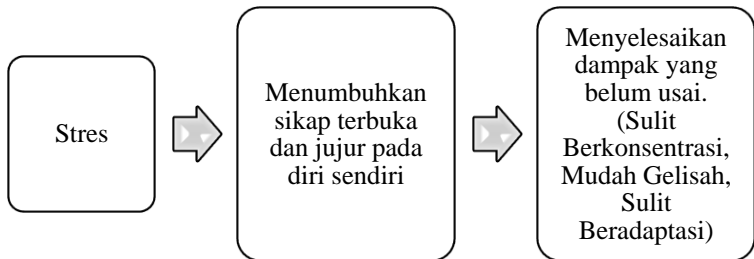 Stres
Menumbuhkan
sikap terbuka
dan jujur pada
diri sendiri
Menyelesaikan
dampak yang
belum usai.
(Sulit
Berkonsentrasi,
Mudah Gelisah,
Sulit
Beradaptasi)